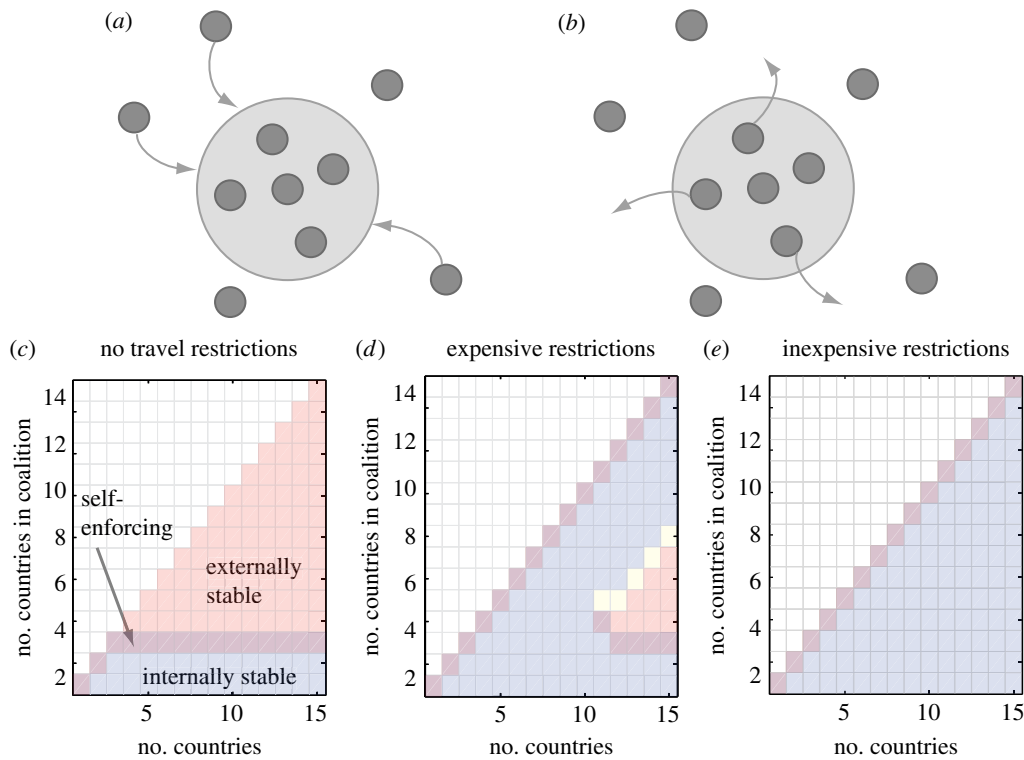 (a)
(b)
(c) no travel restrictions
(d) expensive restrictions
(e) inexpensive restrictions
no. countries in coalition
14
12
10
8
6
4
2
self-
enforcing
externally
stable
internally stable
5 10 15
no. countries
no. countries in coalition
14
12
10
8
6
4
2
5 10 15
no. countries
no. countries in coalition
14
12
10
8
6
4
2
5 10 15
no. countries